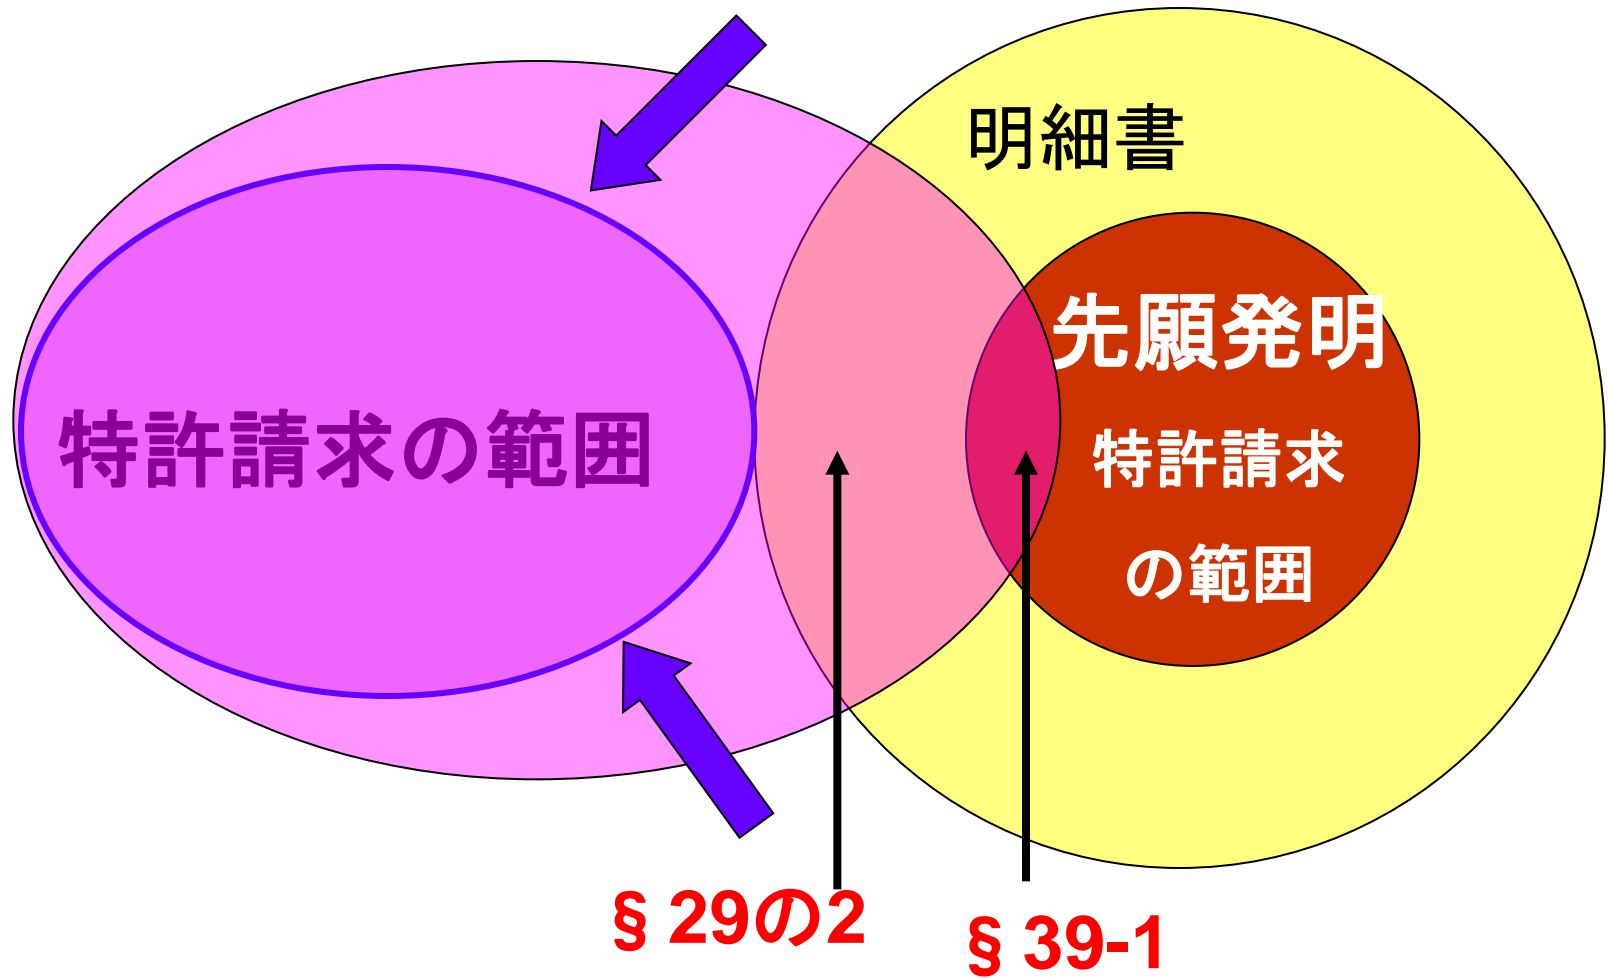 明細書
先願発明
特許請求の範囲
特許請求
の範囲
§ 29の2
§ 39-1